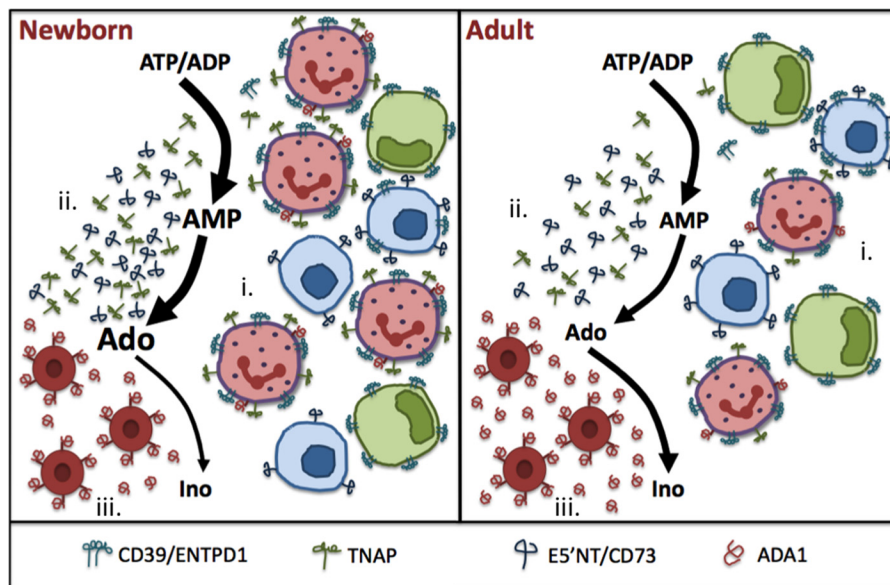 Newborn
ATP/ADP
ii.
AMP
i.
Ado
Ino
iii.
Adult
ATP/ADP
ii.
AMP
i.
Ado
Ino
iii.
CD39/ENTPD1
TNAP
E5'NT/CD73
ADA1